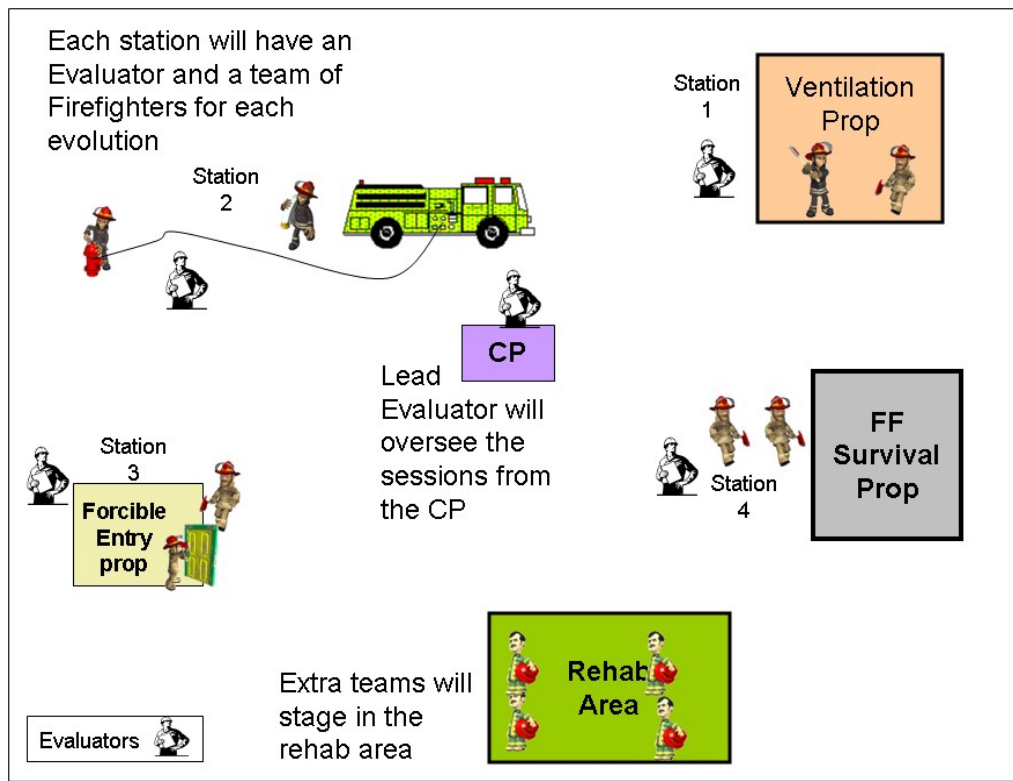 Each station will have an
Evaluator and a team of
Firefighters for each
evolution
Station
1
Ventilation
Prop
Station
2
CP
Lead
Evaluator will
oversee the
sessions from
the CP
Station
3
Forcible
Entry
prop
FF
Survival
Prop
Station
4
Extra teams will
stage in the
rehab area
Rehab
Area
Evaluators